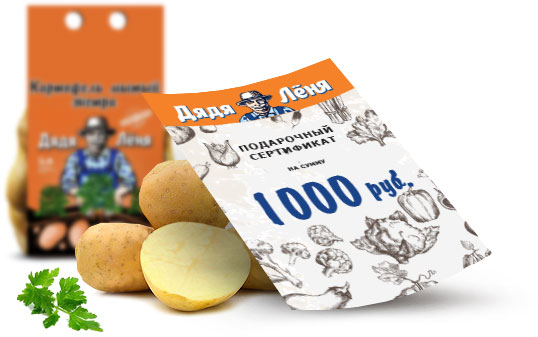 Картофель мытый
Дядя Лёня
Дядя Лёня
ПОДАРОЧНЫЙ
СЕРТИФИКАТ
НА СУММУ
1000 руб.